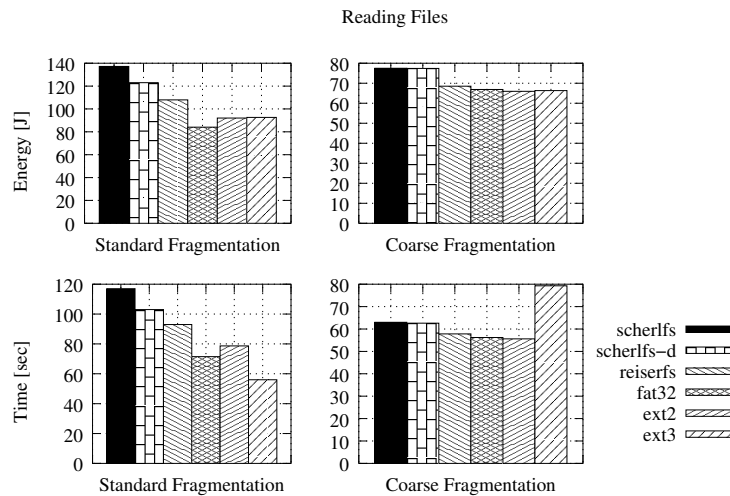 Reading Files
Energy [J]
140
120
100
80
60
40
20
0
Standard Fragmentation
80
70
60
50
40
30
20
10
0
Coarse Fragmentation
Time [sec]
120
100
80
60
40
20
0
Standard Fragmentation
80
70
60
50
40
30
20
10
0
Coarse Fragmentation
scherlfs
scherlfs-d
reiserfs
fat32
ext2
ext3